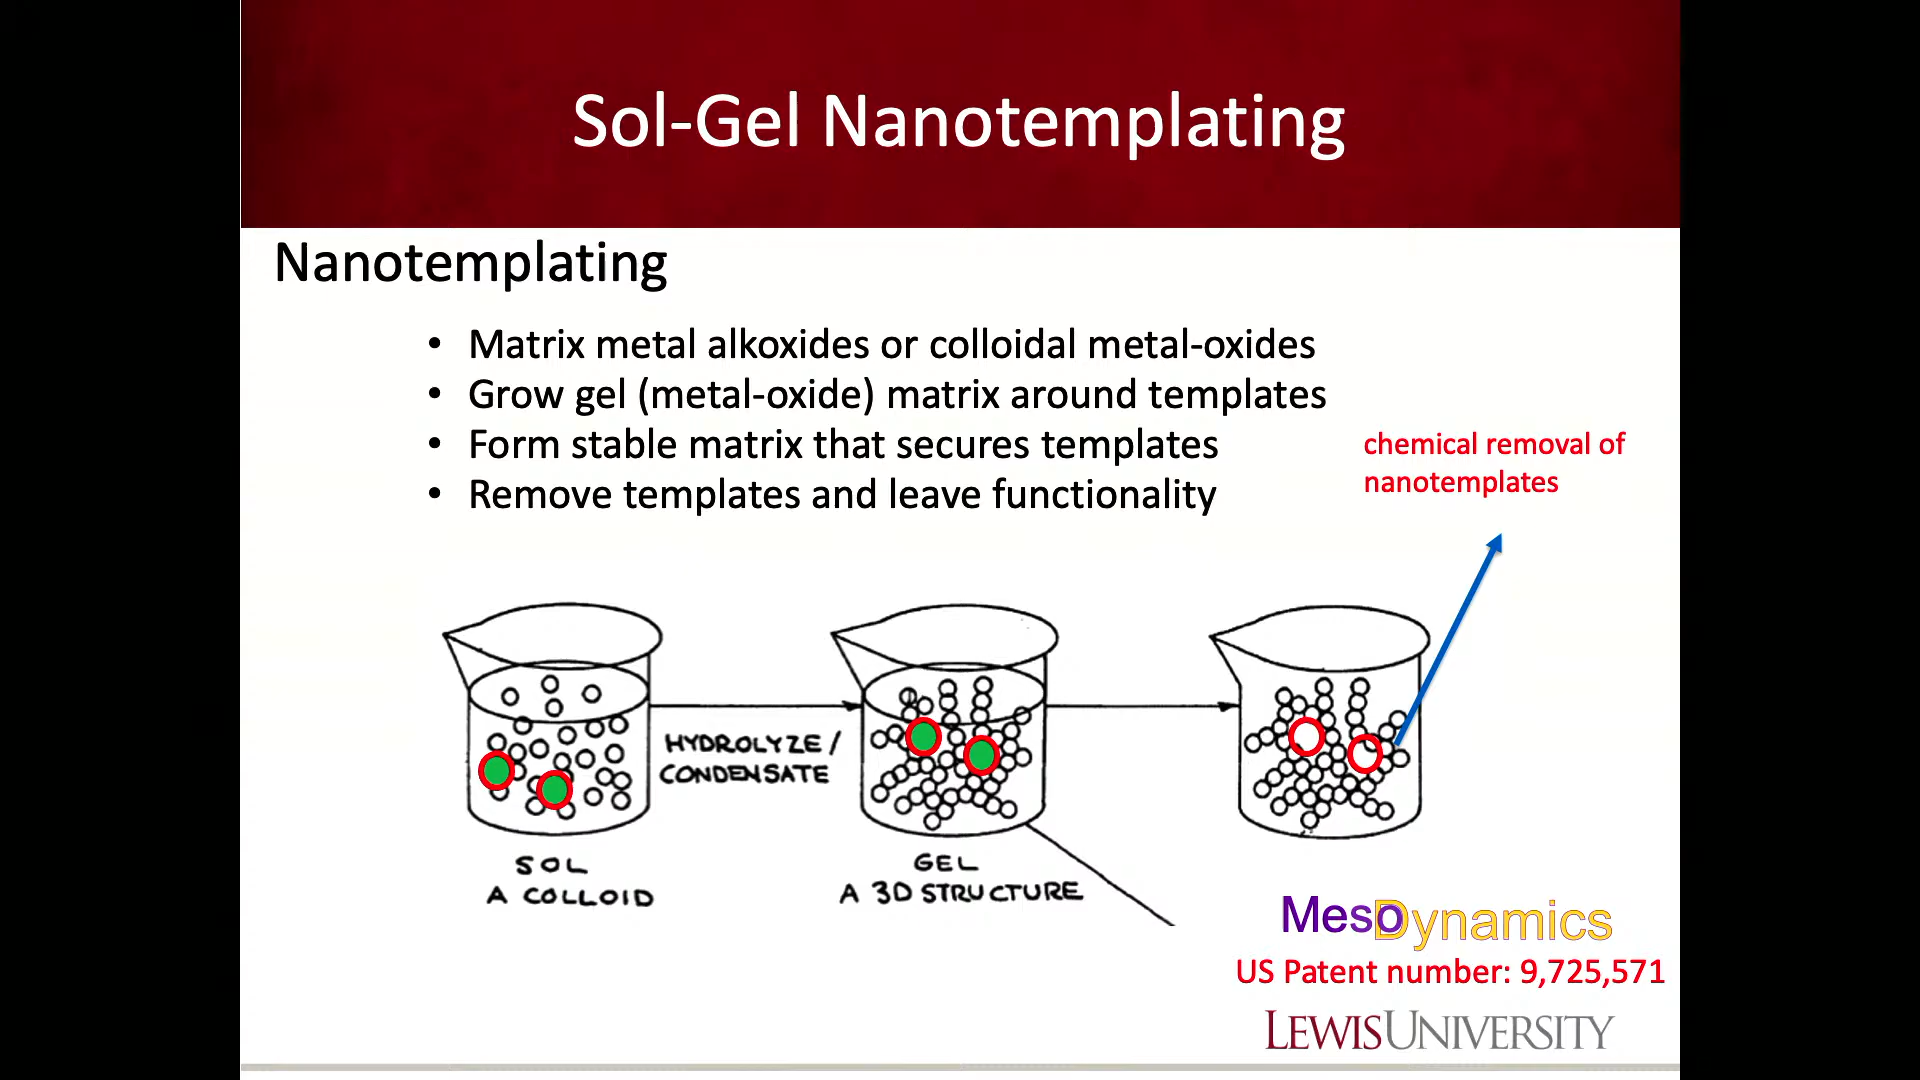 Sol-Gel Nanotemplating
Nanotemplating
• Matrix metal alkoxides or colloidal metal-oxides
• Grow gel (metal-oxide) matrix around templates
• Form stable matrix that secures templates
• Remove templates and leave functionality
chemical removal of
nanotemplates
HYDROLYZE/
CONDENSATE
SOL
A COLLOID
GEL
A 3D STRUCTURE
MesoDynamics
US Patent number: 9,725,571
LEWIS UNIVERSITY